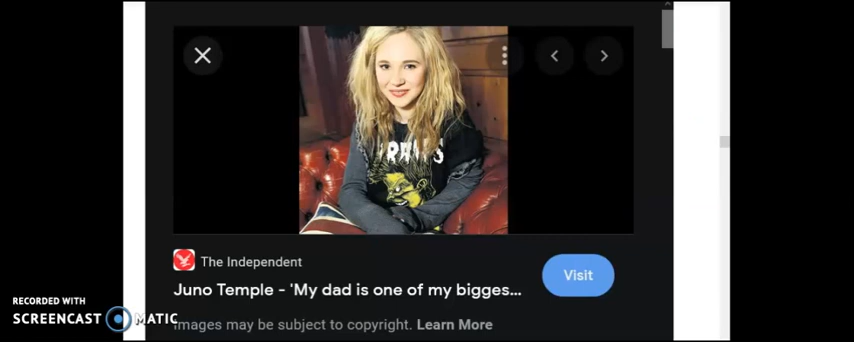 The Independent
Visit
Juno Temple - 'My dad is one of my bigges...
Images may be subject to copyright. Learn More
RECORDED WITH
SCREENCAST MATIC